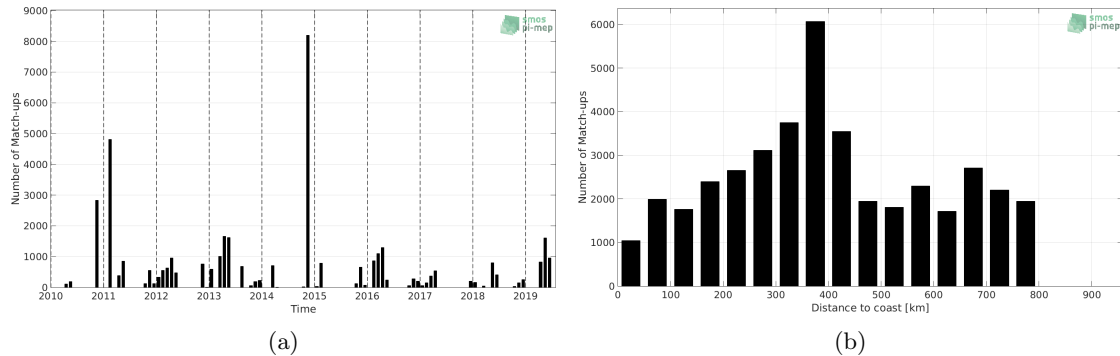 9000
8000
7000
6000
5000
4000
3000
2000
1000
0
Number of Match-ups
2010 2011 2012 2013 2014 2015 2016 2017 2018 2019
Time
smos
pi-mep
(a)
6000
5000
4000
3000
2000
1000
0
Number of Match-ups
0 100 200 300 400 500 600 700 800 900
Distance to coast [km]
smos
pi-mep
(b)